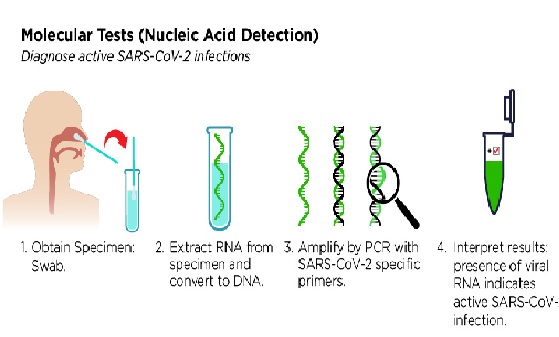 Molecular Tests (Nucleic Acid Detection)
Diagnose active SARS-CoV-2 infections
1. Obtain Specimen:
Swab.
2. Extract RNA from
specimen and
convert to DNA.
3. Amplify by PCR with
SARS-CoV-2 specific
primers.
4. Interpret results:
presence of viral
RNA indicates
active SARS-CoV-
infection.